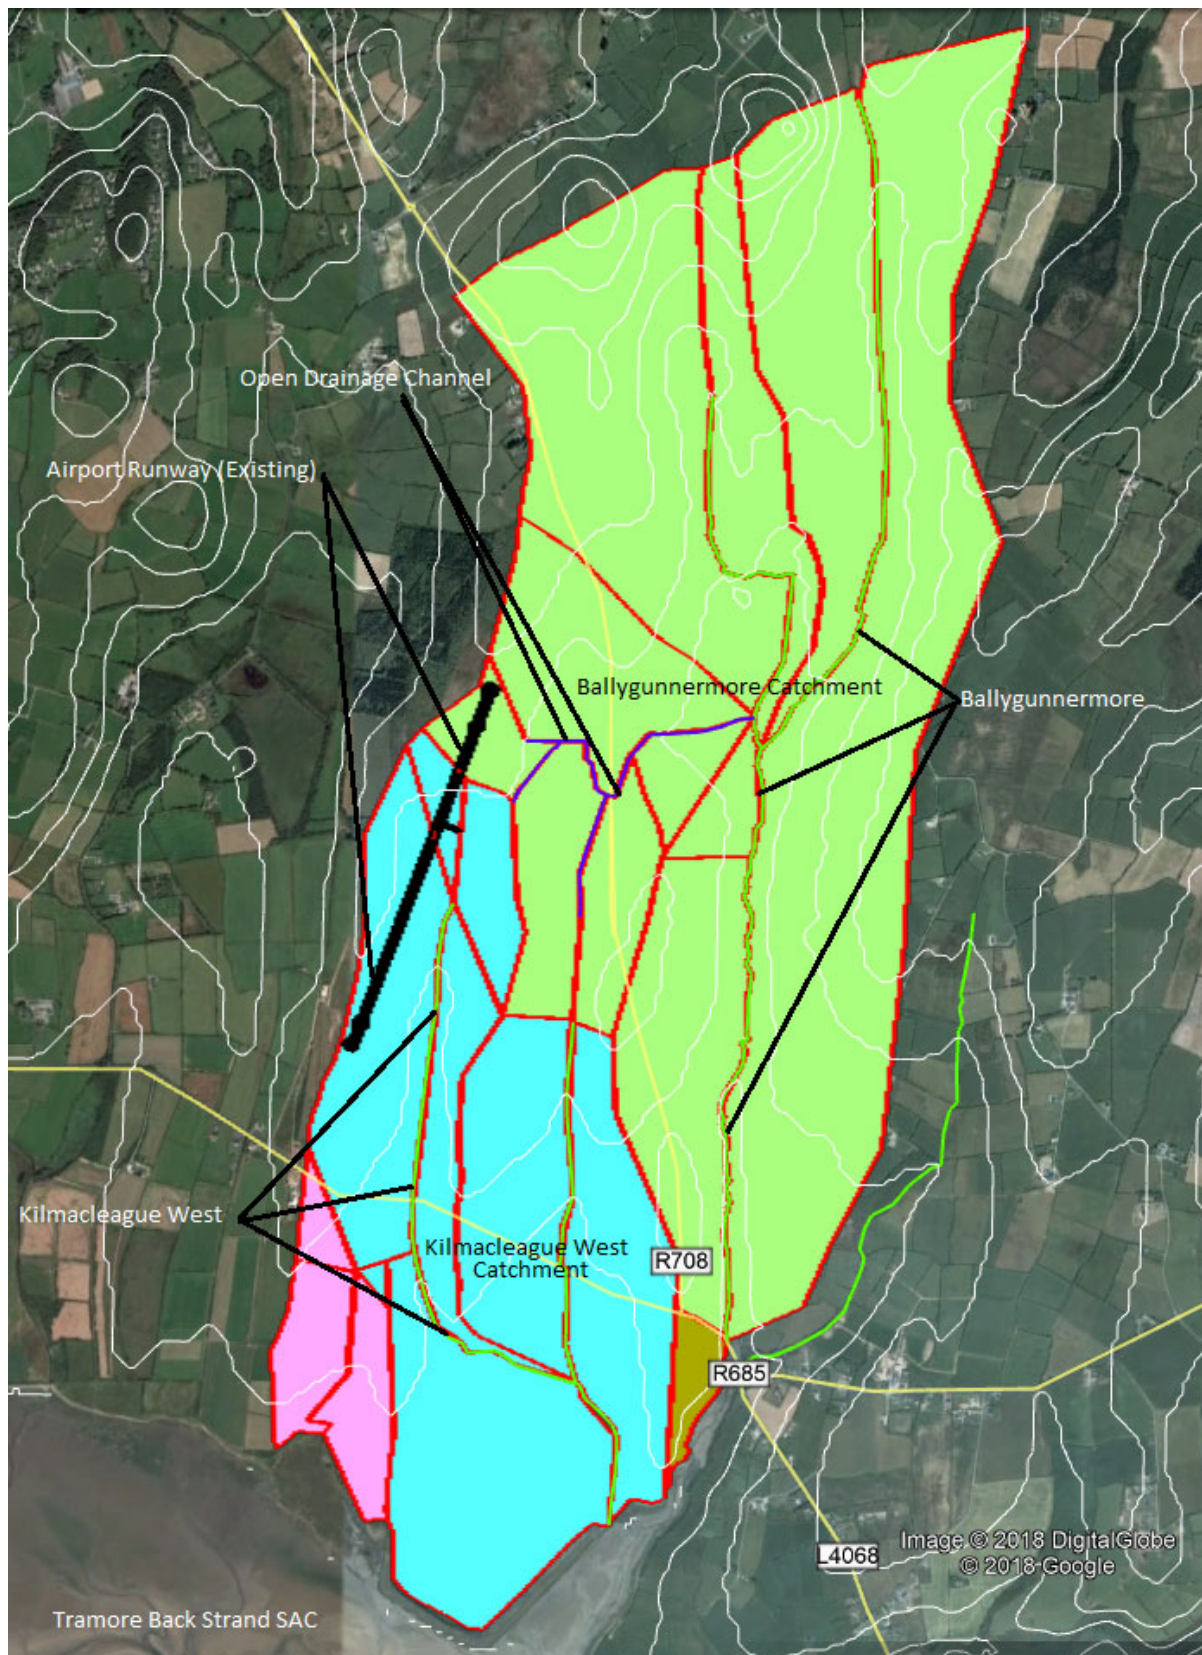 Open Drainage Channel
Airport Runway (Existing)
Ballygunnermore Catchment
Ballygunnermore
Kilmacleague West
Kilmacleague West
Catchment
R708
R685
L4068
Image © 2018 DigitalGlobe
© 2018 Google
Tramore Back Strand SAC